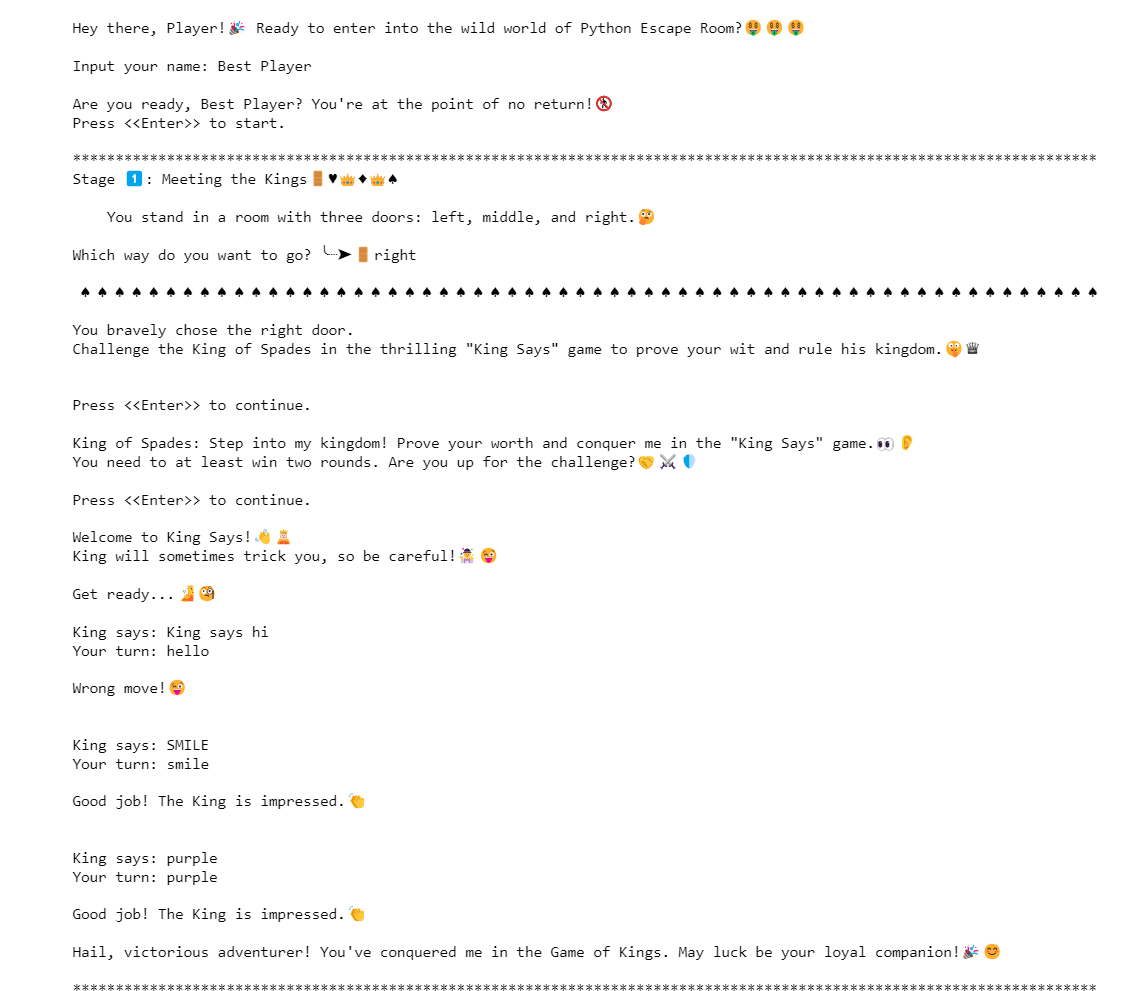 Hey there, Player!🎉 Ready to enter into the wild world of Python Escape Room?🤑🤑🤑
Input your name: Best Player
Are you ready, Best Player? You're at the point of no return!🚷
Press <<Enter>> to start.
************************************************************************************************************************
Stage 1️⃣: Meeting the Kings🚪♥👑♦👑♠
You stand in a room with three doors: left, middle, and right.🤔
Which way do you want to go? ╰┈➤🚪right
♠ ♠ ♠ ♠ ♠ ♠ ♠ ♠ ♠ ♠ ♠ ♠ ♠ ♠ ♠ ♠ ♠ ♠ ♠ ♠ ♠ ♠ ♠ ♠ ♠ ♠ ♠ ♠ ♠ ♠ ♠ ♠ ♠ ♠ ♠ ♠ ♠ ♠ ♠ ♠ ♠ ♠ ♠ ♠ ♠ ♠ ♠ ♠ ♠ ♠ ♠ ♠ ♠ ♠ ♠ ♠ ♠ ♠ ♠ ♠
You bravely chose the right door.
Challenge the King of Spades in the thrilling "King Says" game to prove your wit and rule his kingdom.🤫♛
Press <<Enter>> to continue.
King of Spades: Step into my kingdom! Prove your worth and conquer me in the "King Says" game.👀👂
You need to at least win two rounds. Are you up for the challenge?🤝⚔🛡
Press <<Enter>> to continue.
Welcome to King Says!👋🤴
King will sometimes trick you, so be careful!🤹😜
Get ready...🤦🧐
King says: King says hi
Your turn: hello
Wrong move!😜
King says: SMILE
Your turn: smile
Good job! The King is impressed.👏
King says: purple
Your turn: purple
Good job! The King is impressed.👏
Hail, victorious adventurer! You've conquered me in the Game of Kings. May luck be your loyal companion!🎉😊
************************************************************************************************************************